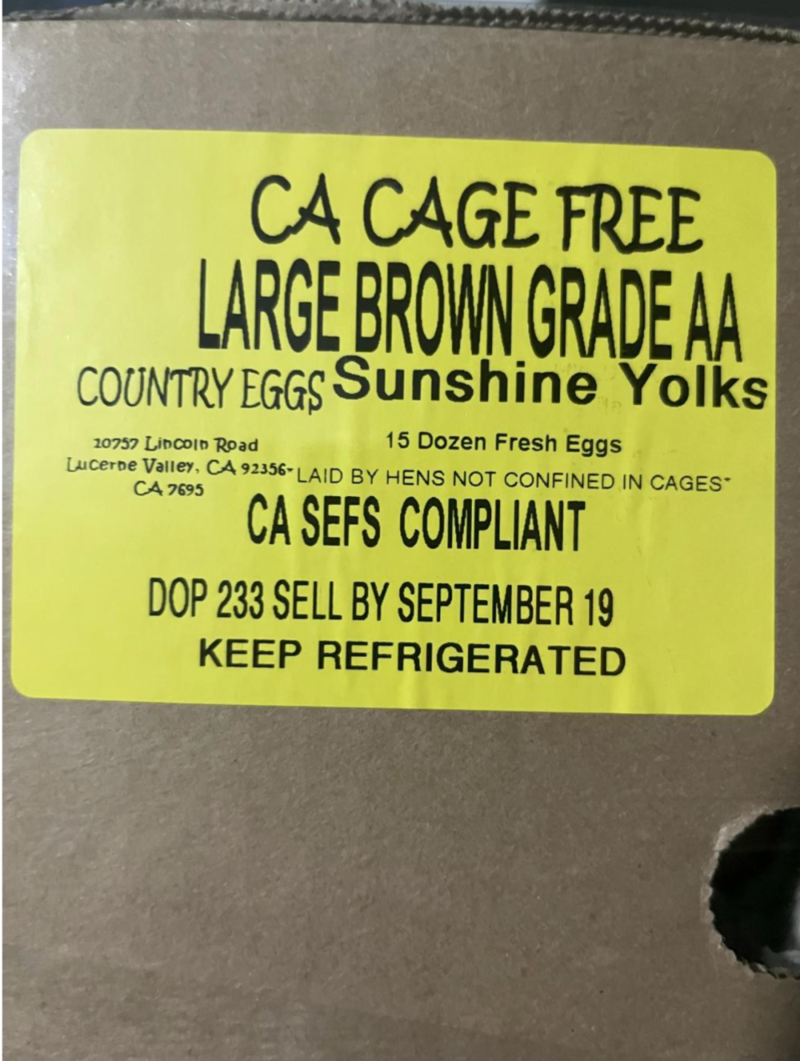 CA CAGE FREE
LARGE BROWN GRADE AA
COUNTRY EGGS Sunshine Yolks
10757 Lincoln Road
15 Dozen Fresh Eggs
Lucerne Valley, CA 92356-
CA 7695
LAID BY HENS NOT CONFINED IN CAGES"
CA SEFS COMPLIANT
DOP 233 SELL BY SEPTEMBER 19
KEEP REFRIGERATED